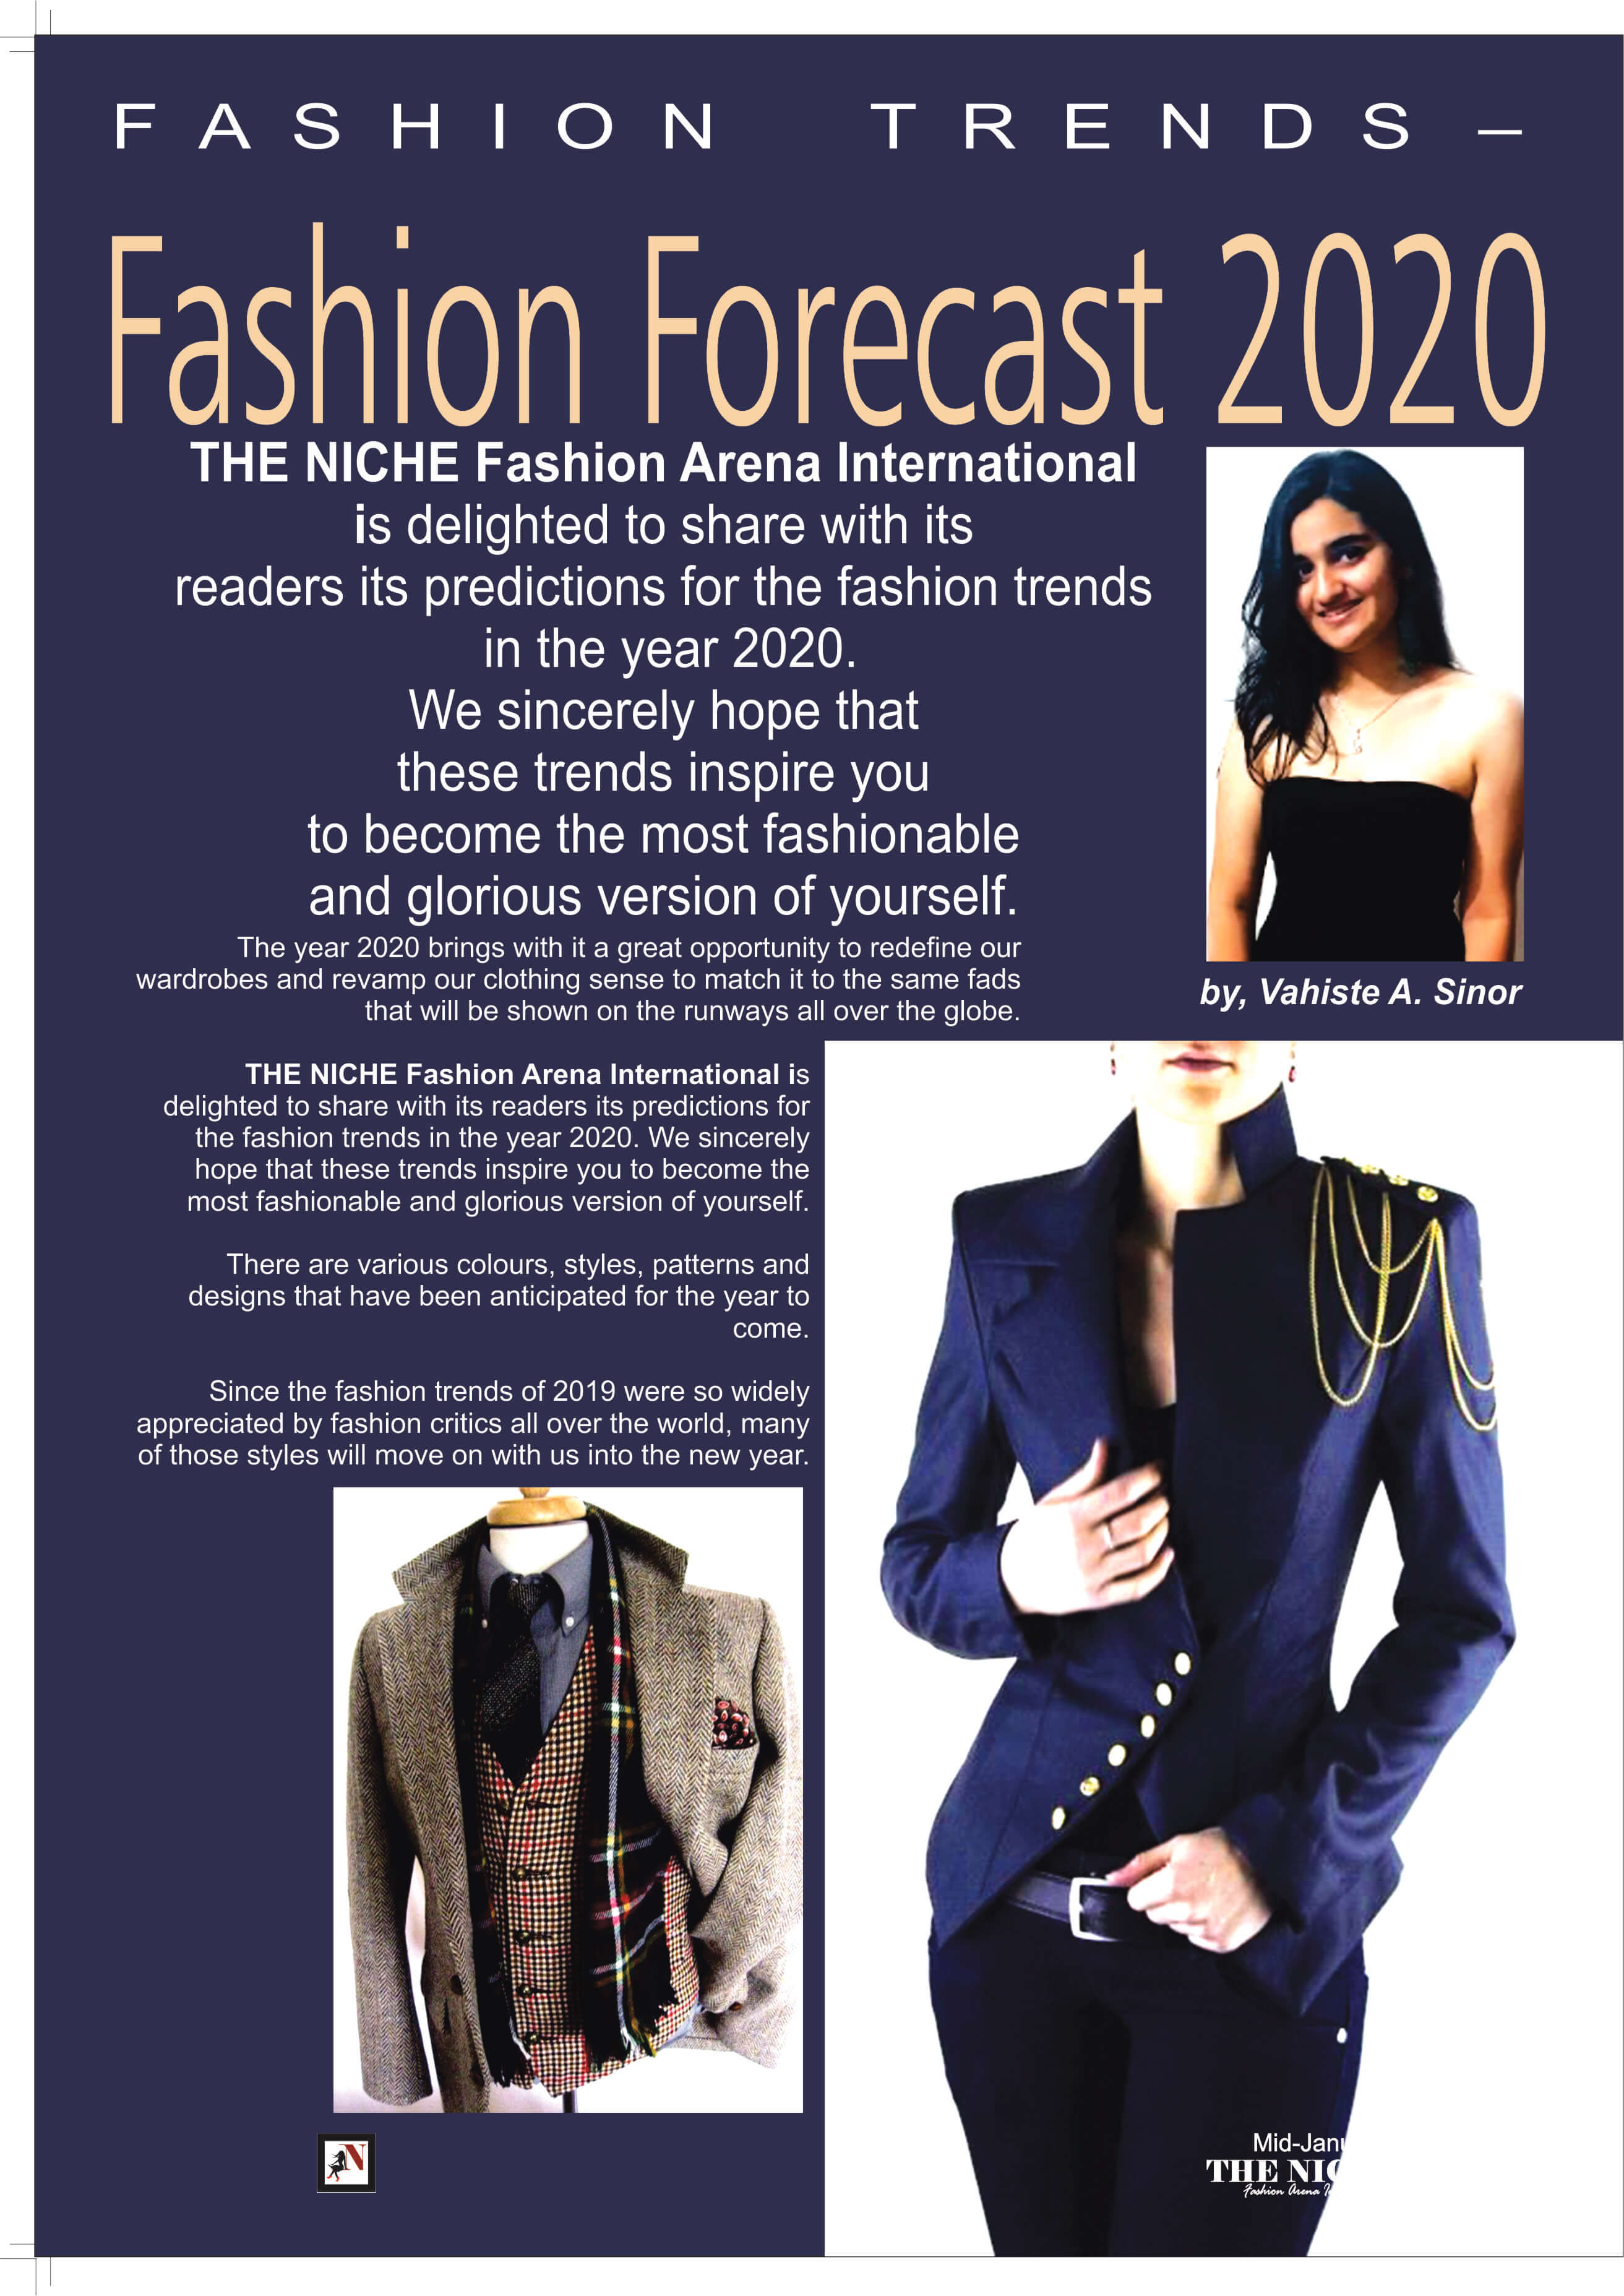 FASHION TRENDS –
Fashion Forecast 2020
THE NICHE Fashion Arena International
is delighted to share with its
readers its predictions for the fashion trends
in the year 2020.
We sincerely hope that
these trends inspire you
to become the most fashionable
and glorious version of yourself.
The year 2020 brings with it a great opportunity to redefine our
wardrobes and revamp our clothing sense to match it to the same fads
that will be shown on the runways all over the globe.
by, Vahiste A. Sinor
THE NICHE Fashion Arena International is
delighted to share with its readers its predictions for
the fashion trends in the year 2020. We sincerely
hope that these trends inspire you to become the
most fashionable and glorious version of yourself.
There are various colours, styles, patterns and
designs that have been anticipated for the year to
come.
Since the fashion trends of 2019 were so widely
appreciated by fashion critics all over the world, many
of those styles will move on with us into the new year.
N
Mid-Janu
THE NIC
Fashion Arena